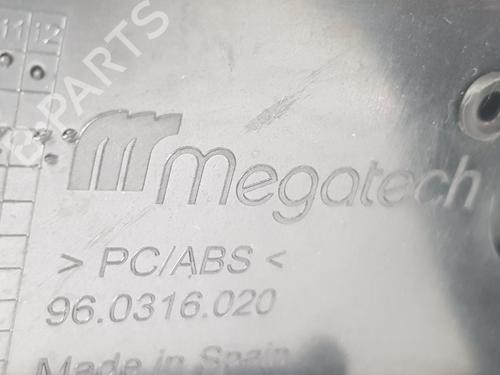 11 12
B-PARTS
megatech
> PC/ABS <
96.0316.020
Made in Spain